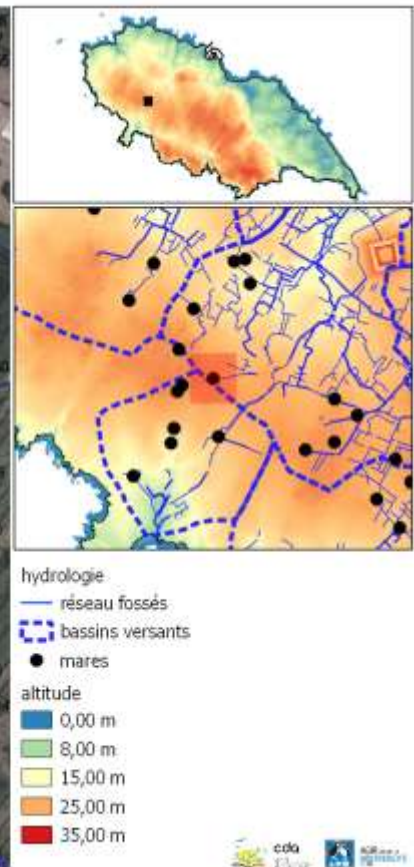 hydrologie
réseau fossés
bassins versants
mares
altitude
0,00 m
8,00 m
15,00 m
25,00 m
35,00 m
cda